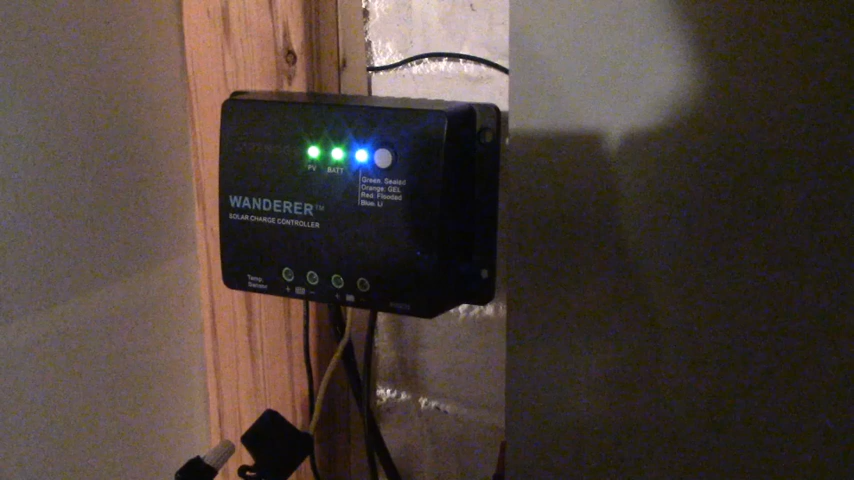 PV BATT
Green: Sealed
Orange: GEL
Red: Flooded
Blue: LI
WANDERER™
SOLAR CHARGE CONTROLLER
Temp.
Sensor
+ − + −